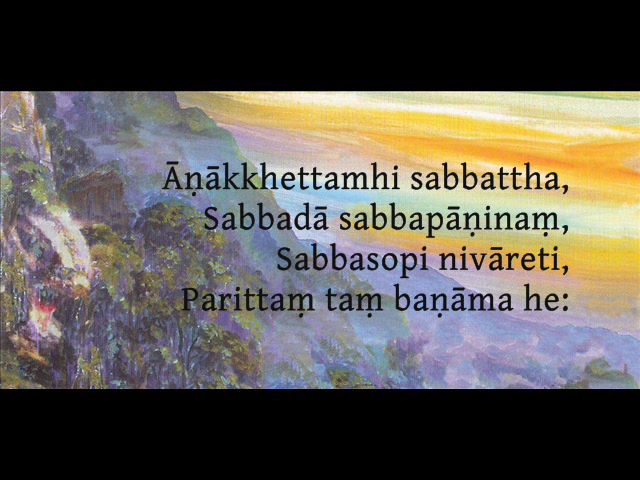 Āṇākkhettamhi sabbattha,
Sabbadā sabbapāṇinaṃ,
Sabbasopi nivāreti,
Parittaṃ taṃ baṇāma he: